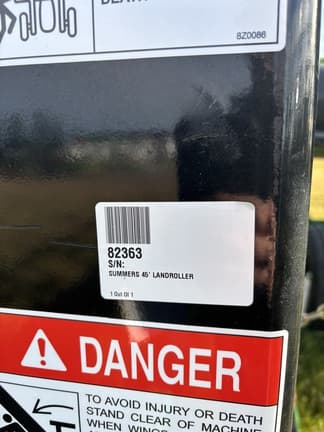 8Z0086
82363
S/N:
SUMMERS 45' LANDROLLER
1 Out Of 1
DANGER
TO AVOID INJURY OR DEATH
STAND CLEAR OF MACHINE
WHEN WINGS